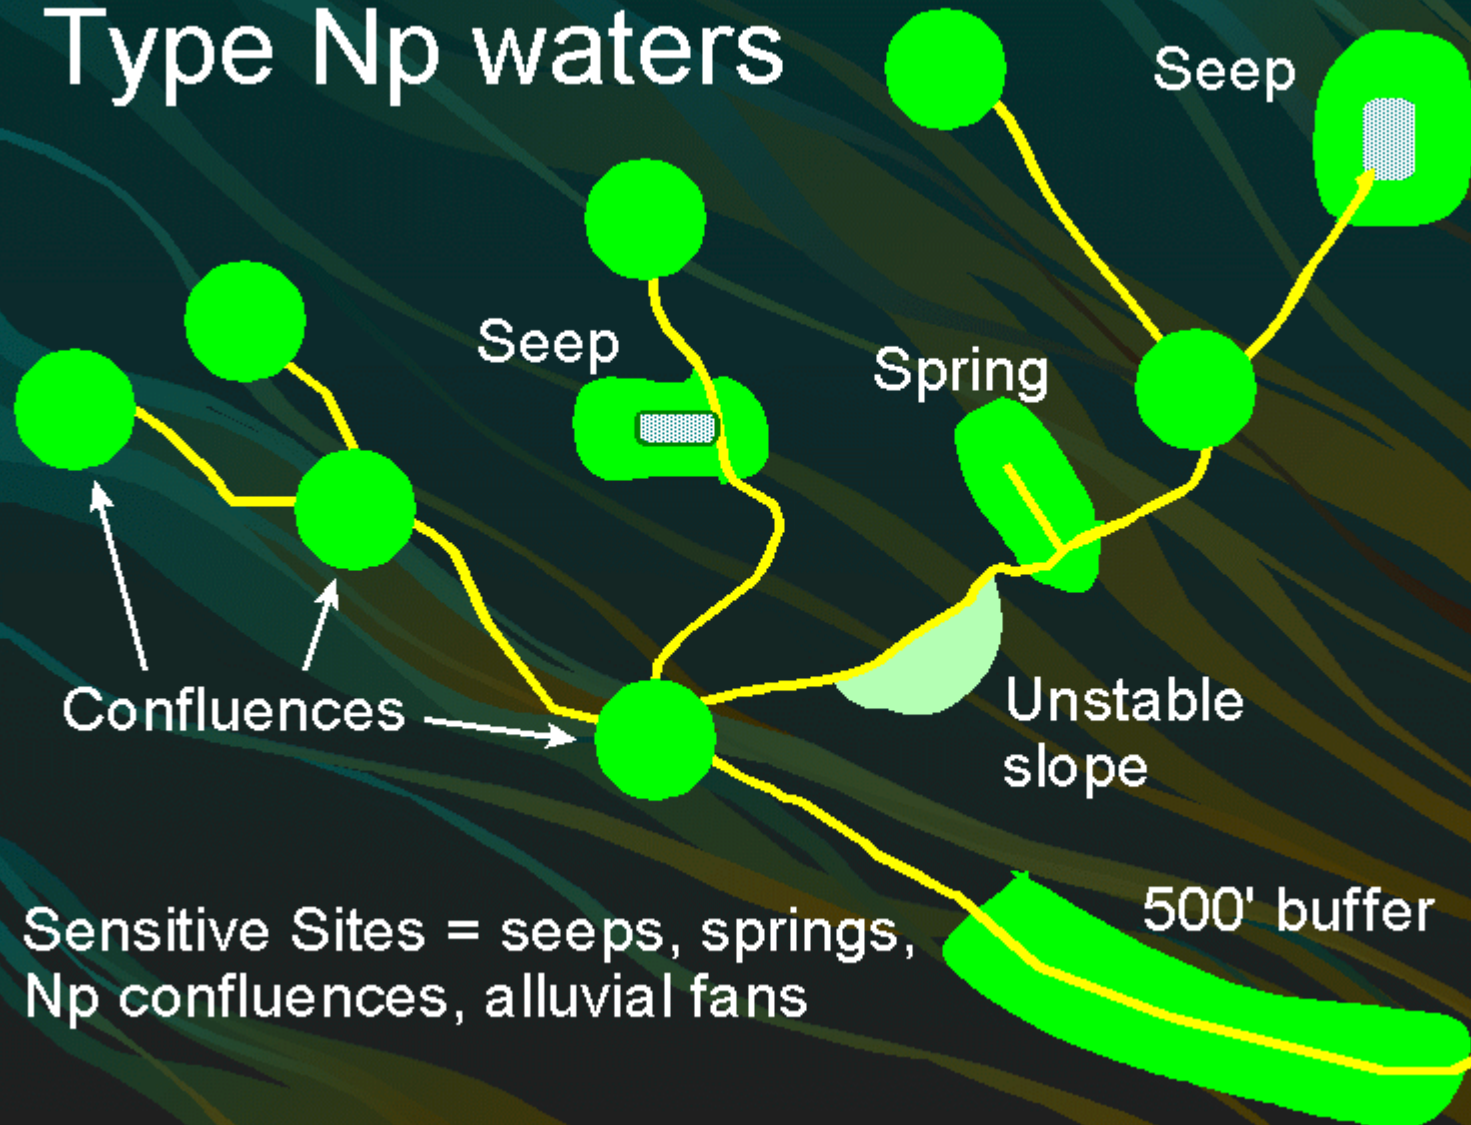 Type Np waters
Seep
Seep
Spring
Confluences
Unstable
slope
500' buffer
Sensitive Sites = seeps, springs,
Np confluences, alluvial fans